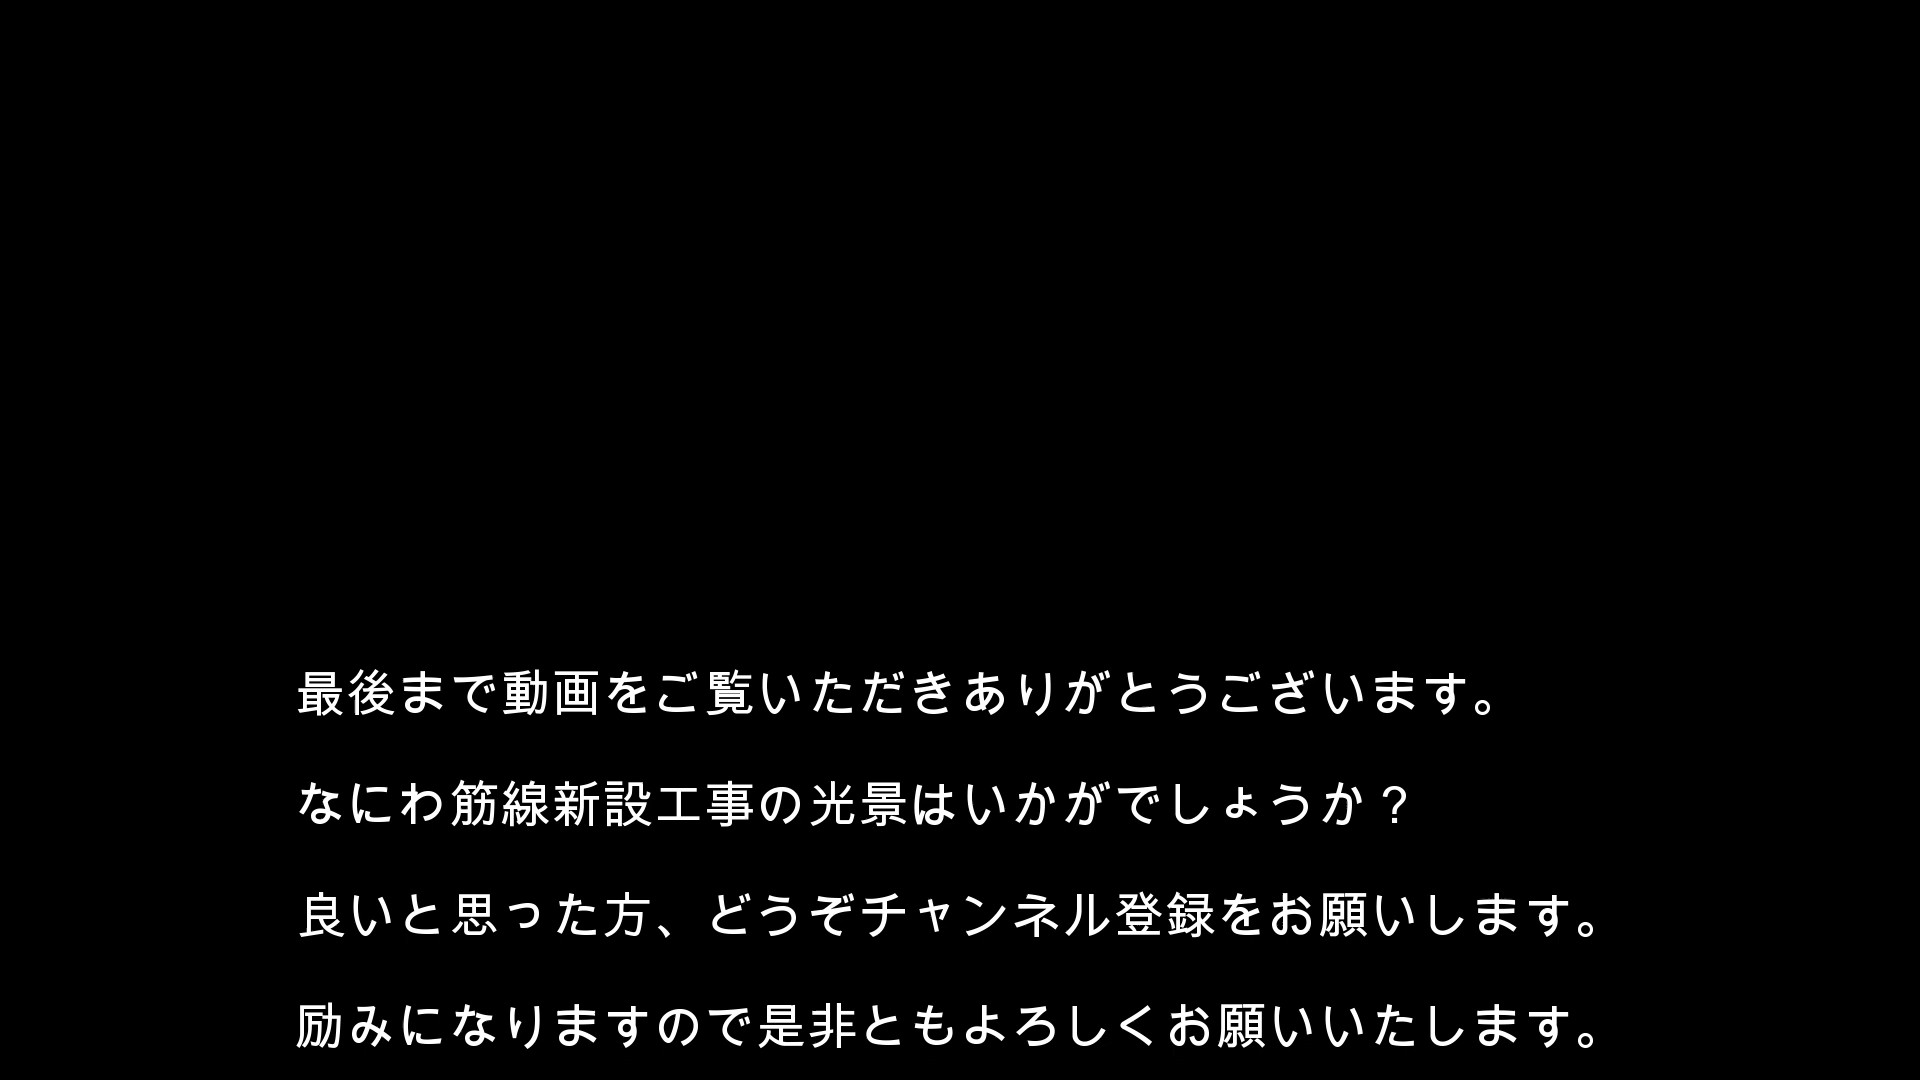 最後まで動画をご覧いただきありがとうございます。
なにわ筋線新設工事の光景はいかがでしょうか？
良いと思った方、どうぞチャンネル登録をお願いします。
励みになりますので是非ともよろしくお願いいたします。